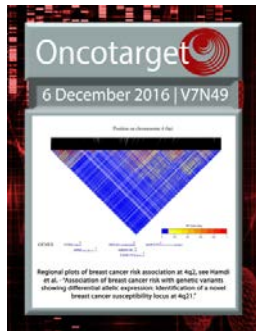 Oncotarget
6 December 2016 | V7N49
Position on chromosome 4 (kb)
GENES
Regional plots of breast cancer risk association at 4q2, see Hamdi
et al. - "Association of breast cancer with genetic variants
showing differential allelic expression: Identification of a novel
breast cancer susceptibility locus at 4q21."